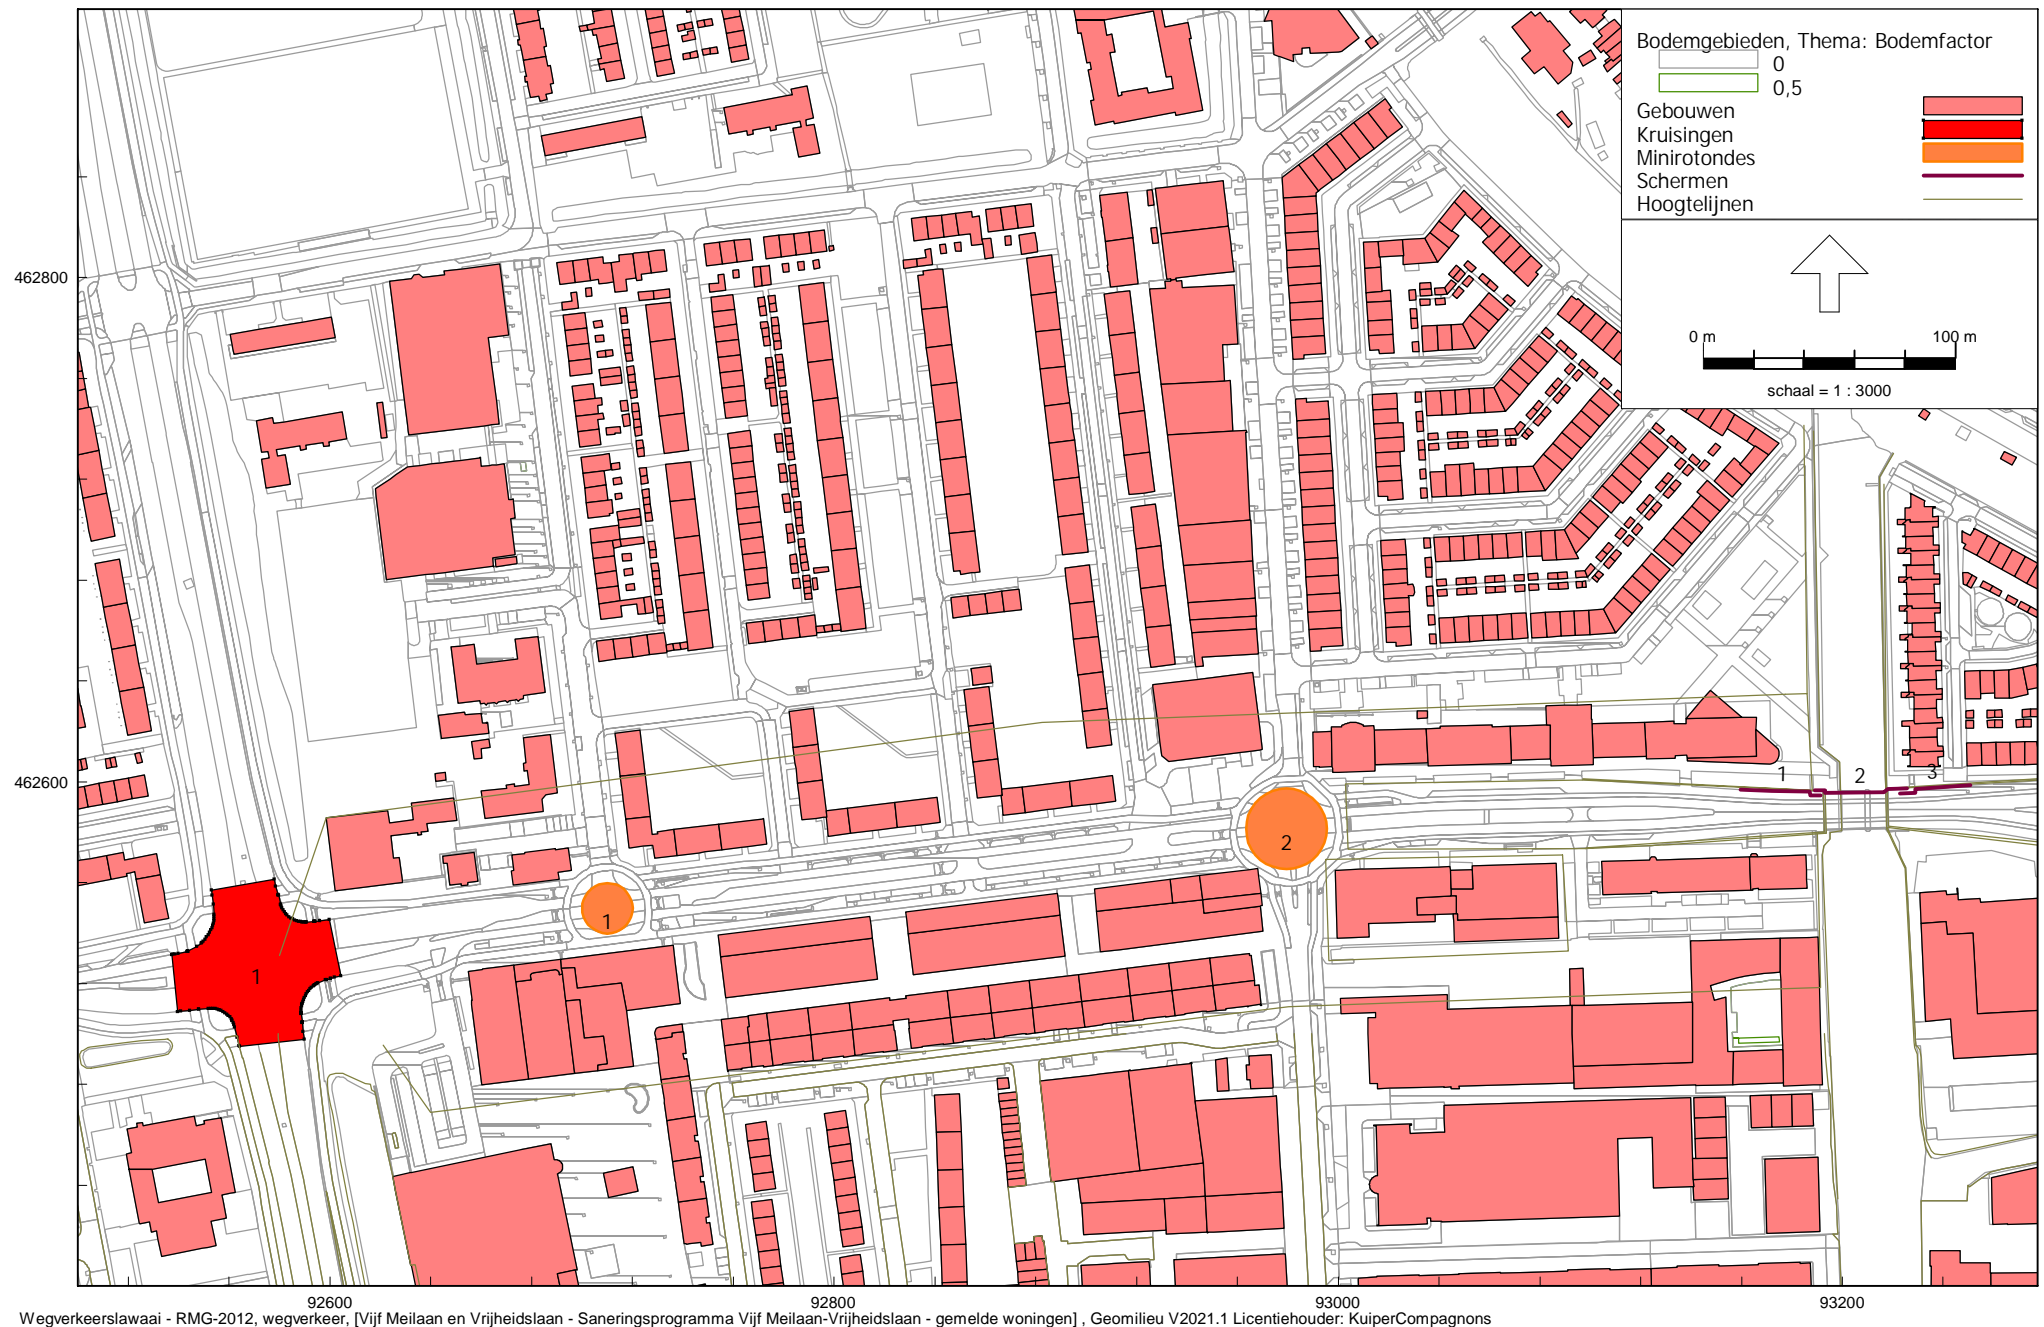 Bodemgebieden, Thema: Bodemfactor
0
0,5
Gebouwen
Kruisingen
Minirotondes
Schermen
Hoogtelijnen
0 m 100 m
schaal = 1 : 3000
462800
462600
1 2 3
2
1
1
92600 92800 93000 93200
Wegverkeerslawaai - RMG-2012, wegverkeer, [Vijf Meilaan en Vrijheidslaan - Saneringsprogramma Vijf Meilaan-Vrijheidslaan - gemelde woningen] , Geomilieu V2021.1 Licentiehouder: KuiperCompagnons